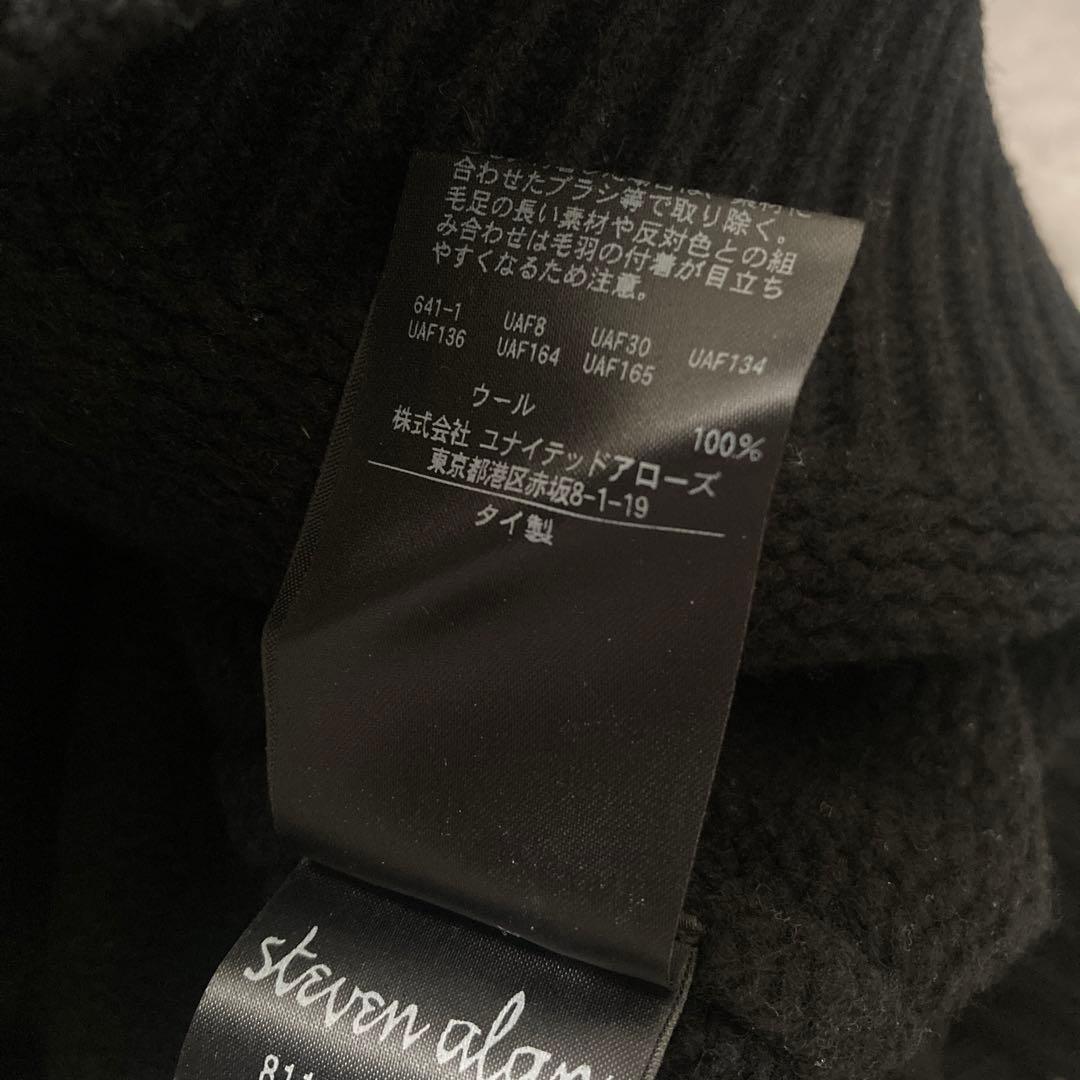 合わせたブラシ等で取り除く。
毛足の長い素材や反対色との組
み合わせは毛羽の付着が目立ち
やすくなるため注意。
641-1 UAF8 UAF30 UAF134
UAF136 UAF164 UAF165
ウール 100%
株式会社 ユナイテッドアローズ
東京都港区赤坂8-1-19
タイ製
steven alan